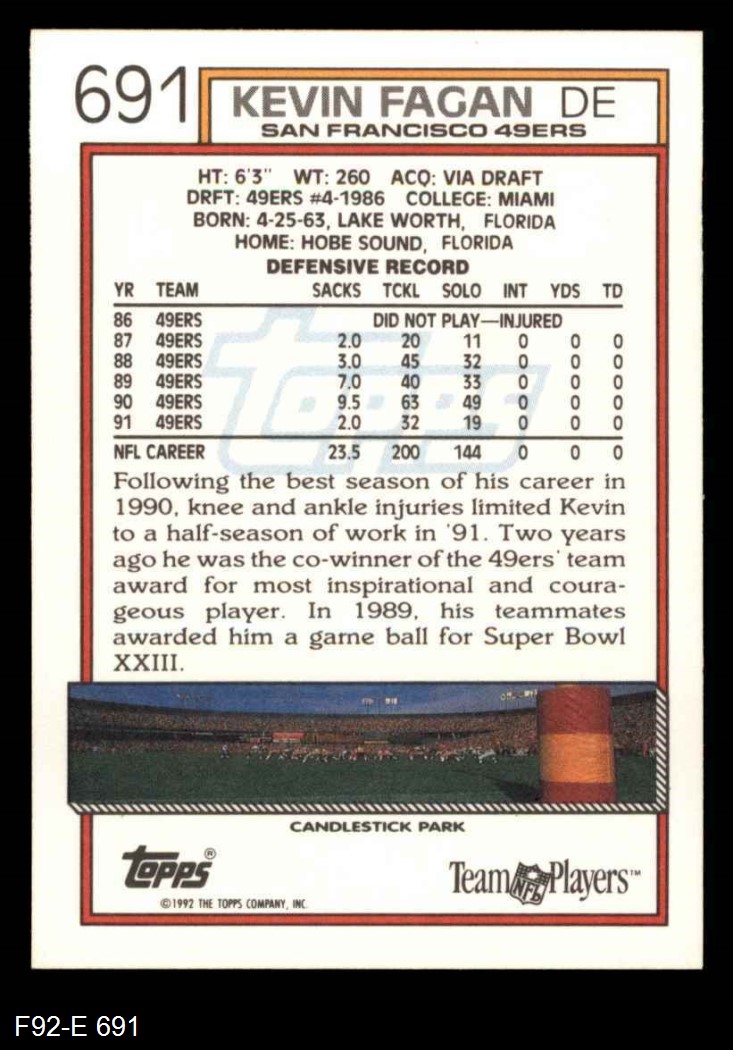 691
KEVIN FAGAN DE
SAN FRANCISCO 49ERS
HT: 6'3" WT: 260 ACQ: VIA DRAFT
DRFT: 49ERS #4-1986 COLLEGE: MIAMI
BORN: 4-25-63, LAKE WORTH, FLORIDA
HOME: HOBE SOUND, FLORIDA
DEFENSIVE RECORD
YR TEAM SACKS TCKL SOLO INT YDS TD
86 49ERS DID NOT PLAY—INJURED
87 49ERS 2.0 20 11 0 0 0
88 49ERS 3.0 45 32 0 0 0
89 49ERS 7.0 40 33 0 0 0
90 49ERS 9.5 63 49 0 0 0
91 49ERS 2.0 32 19 0 0 0
NFL CAREER 23.5 200 144 0 0 0
topps
Following the best season of his career in
1990, knee and ankle injuries limited Kevin
to a half-season of work in '91. Two years
ago he was the co-winner of the 49ers' team
award for most inspirational and coura-
geous player. In 1989, his teammates
awarded him a game ball for Super Bowl
XXIII.
CANDLESTICK PARK
topps®
©1992 THE TOPPS COMPANY, INC.
Team NFL Players™
F92-E 691